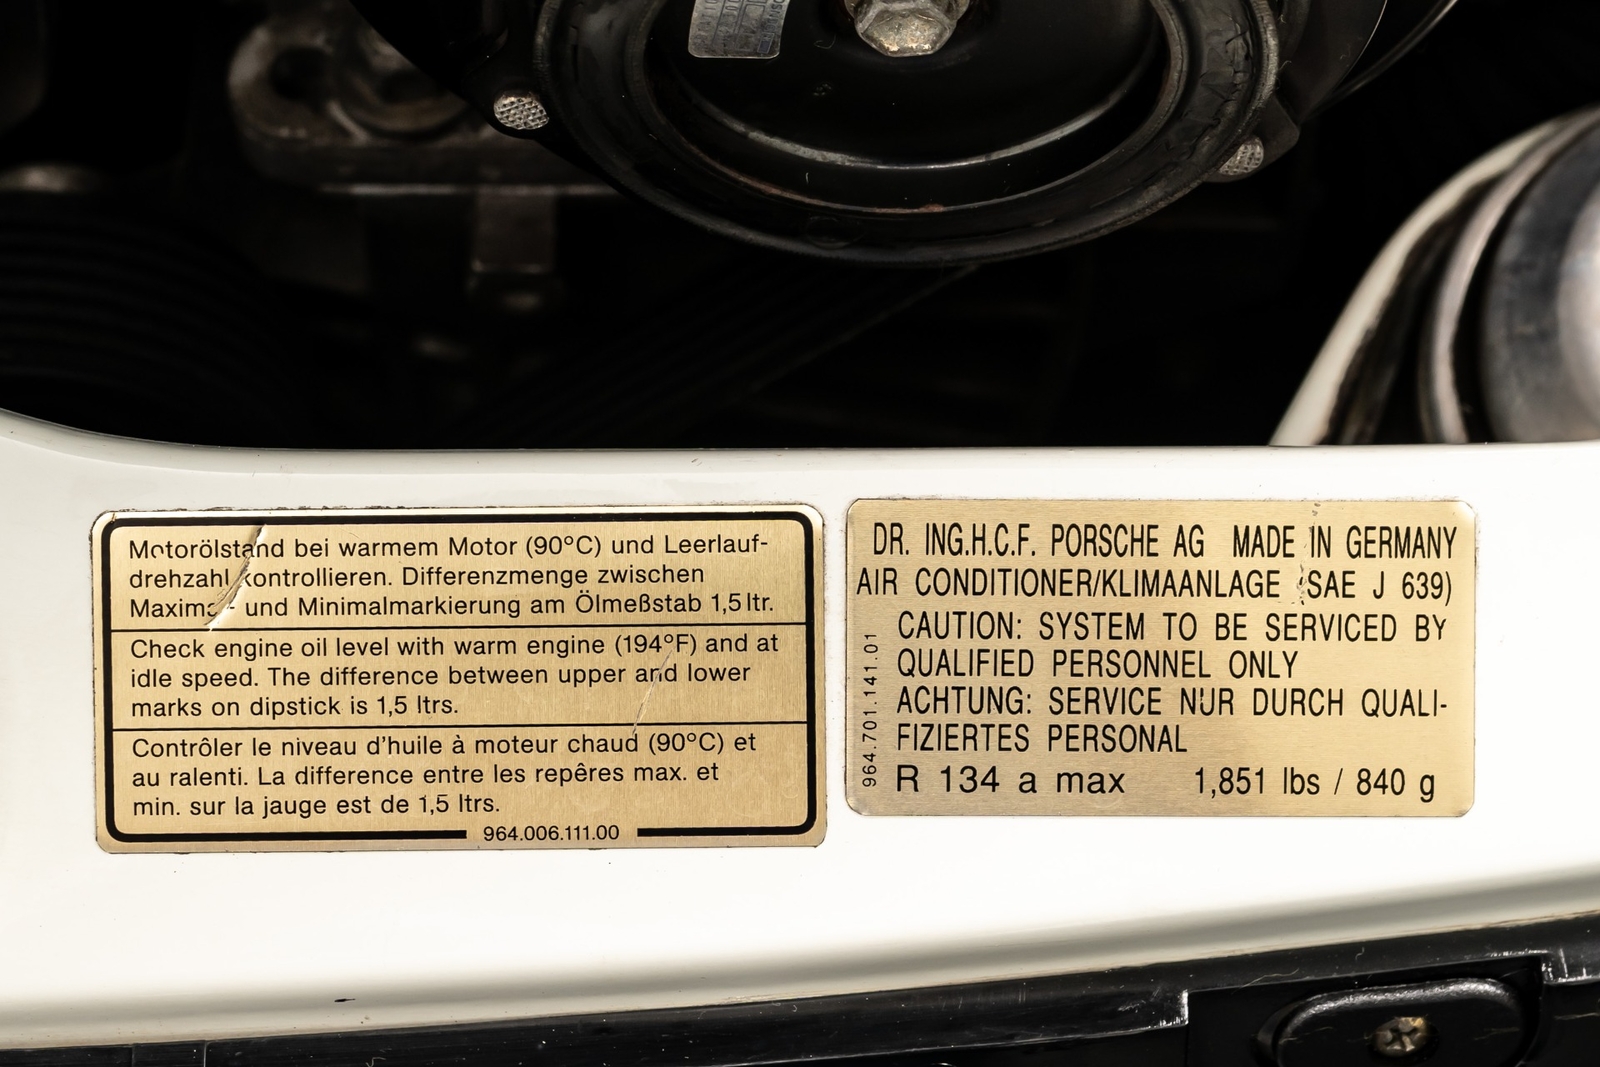 Motorölstand bei warmem Motor (90°C) und Leerlauf-
drehzahl kontrollieren. Differenzmenge zwischen
Maximal- und Minimalmarkierung am Ölmeßstab 1,5 ltr.
Check engine oil level with warm engine (194°F) and at
idle speed. The difference between upper and lower
marks on dipstick is 1,5 ltrs.
Contrôler le niveau d'huile à moteur chaud (90°C) et
au ralenti. La difference entre les repêres max. et
min. sur la jauge est de 1,5 ltrs.
964.006.111.00
DR. ING.H.C.F. PORSCHE AG MADE IN GERMANY
AIR CONDITIONER/KLIMAANLAGE (SAE J 639)
CAUTION: SYSTEM TO BE SERVICED BY
QUALIFIED PERSONNEL ONLY
ACHTUNG: SERVICE NUR DURCH QUALI-
FIZIERTES PERSONAL
R 134 a max 1,851 lbs / 840 g
964.701.141.01